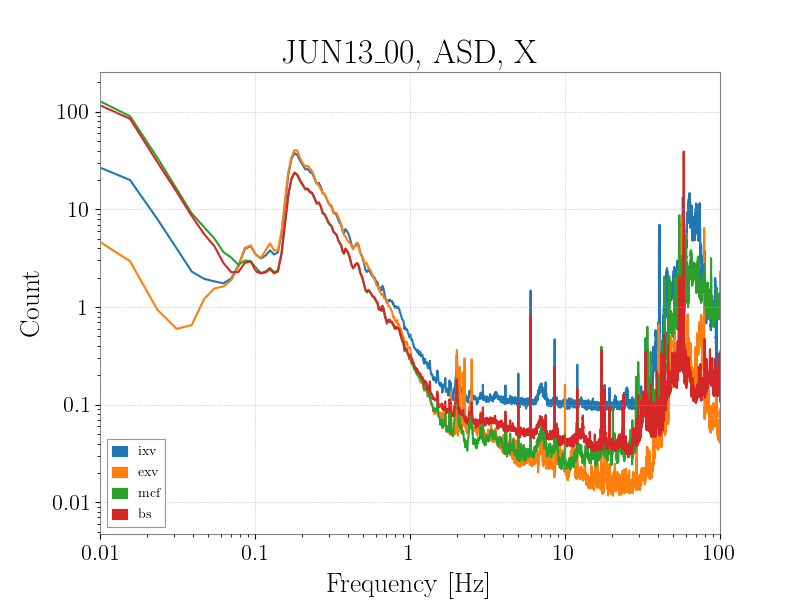 JUN13_00, ASD, X
Count
100
10
1
0.1
0.01
ixv
exv
mcf
bs
0.01 0.1 1 10 100
Frequency [Hz]